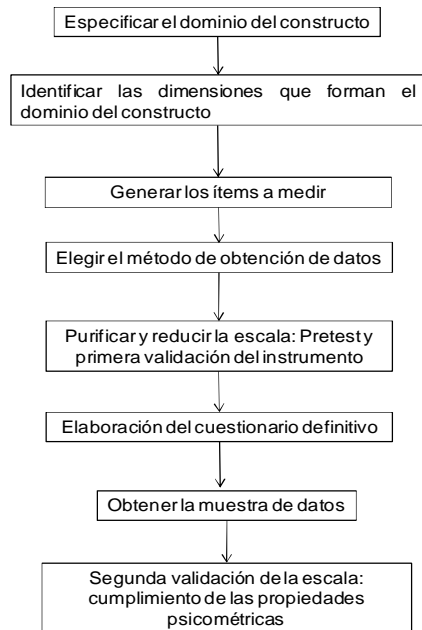 Especificar el dominio del constructo
Identificar las dimensiones que forman el
dominio del constructo
Generar los ítems a medir
Elegir el método de obtención de datos
Purificar y reducir la escala: Pretest y
primera validación del instrumento
Elaboración del cuestionario definitivo
Obtener la muestra de datos
Segunda validación de la escala:
cumplimiento de las propiedades
psicométricas